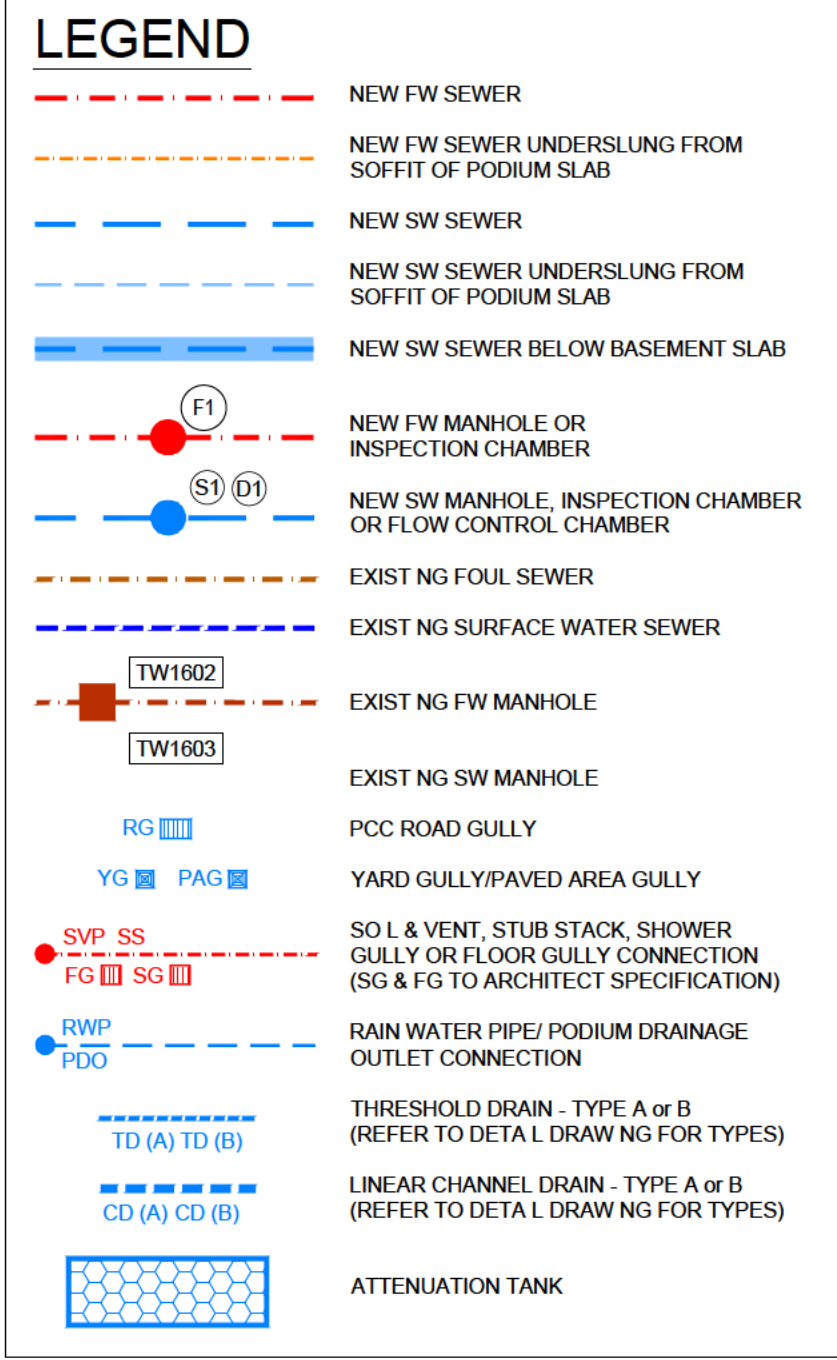 LEGEND
NEW FW SEWER
NEW FW SEWER UNDERSLUNG FROM
SOFFIT OF PODIUM SLAB
NEW SW SEWER
NEW SW SEWER UNDERSLUNG FROM
SOFFIT OF PODIUM SLAB
NEW SW SEWER BELOW BASEMENT SLAB
F1
NEW FW MANHOLE OR
INSPECTION CHAMBER
S1 D1
NEW SW MANHOLE, INSPECTION CHAMBER
OR FLOW CONTROL CHAMBER
EXIST NG FOUL SEWER
EXIST NG SURFACE WATER SEWER
TW1602
EXIST NG FW MANHOLE
TW1603
EXIST NG SW MANHOLE
RG
PCC ROAD GULLY
YG PAG
YARD GULLY/PAVED AREA GULLY
SVP SS
FG SG
SO L & VENT, STUB STACK, SHOWER
GULLY OR FLOOR GULLY CONNECTION
(SG & FG TO ARCHITECT SPECIFICATION)
RWP
PDO
RAIN WATER PIPE/ PODIUM DRAINAGE
OUTLET CONNECTION
TD (A) TD (B)
THRESHOLD DRAIN - TYPE A or B
(REFER TO DETA L DRAW NG FOR TYPES)
CD (A) CD (B)
LINEAR CHANNEL DRAIN - TYPE A or B
(REFER TO DETA L DRAW NG FOR TYPES)
ATTENUATION TANK